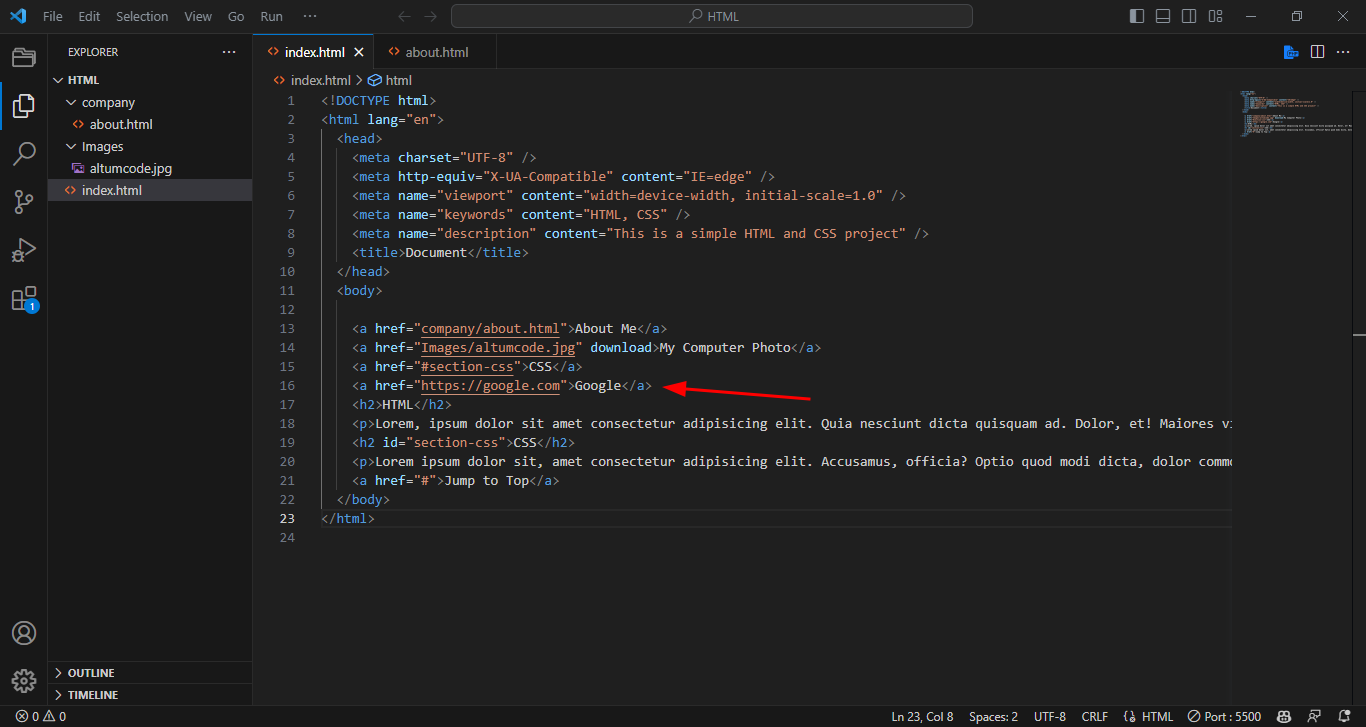 File Edit Selection View Go Run ··· HTML
EXPLORER ···
HTML
company
about.html
Images
altumcode.jpg
index.html
index.html about.html
index.html > html
1 <!DOCTYPE html>
2 <html lang="en">
3 <head>
4 <meta charset="UTF-8" />
5 <meta http-equiv="X-UA-Compatible" content="IE=edge" />
6 <meta name="viewport" content="width=device-width, initial-scale=1.0" />
7 <meta name="keywords" content="HTML, CSS" />
8 <meta name="description" content="This is a simple HTML and CSS project" />
9 <title>Document</title>
10 </head>
11 <body>
12
13 <a href="company/about.html">About Me</a>
14 <a href="Images/altumcode.jpg" download>My Computer Photo</a>
15 <a href="#section-css">CSS</a>
16 <a href="https://google.com">Google</a>
17 <h2>HTML</h2>
18 <p>Lorem, ipsum dolor sit amet consectetur adipisicing elit. Quia nesciunt dicta quisquam ad. Dolor, et! Maiores vi
19 <h2 id="section-css">CSS</h2>
20 <p>Lorem ipsum dolor sit, amet consectetur adipisicing elit. Accusamus, officia? Optio quod modi dicta, dolor commo
21 <a href="#">Jump to Top</a>
22 </body>
23 </html>
24
1
OUTLINE
TIMELINE
0 0 Ln 23, Col 8 Spaces: 2 UTF-8 CRLF HTML Port : 5500